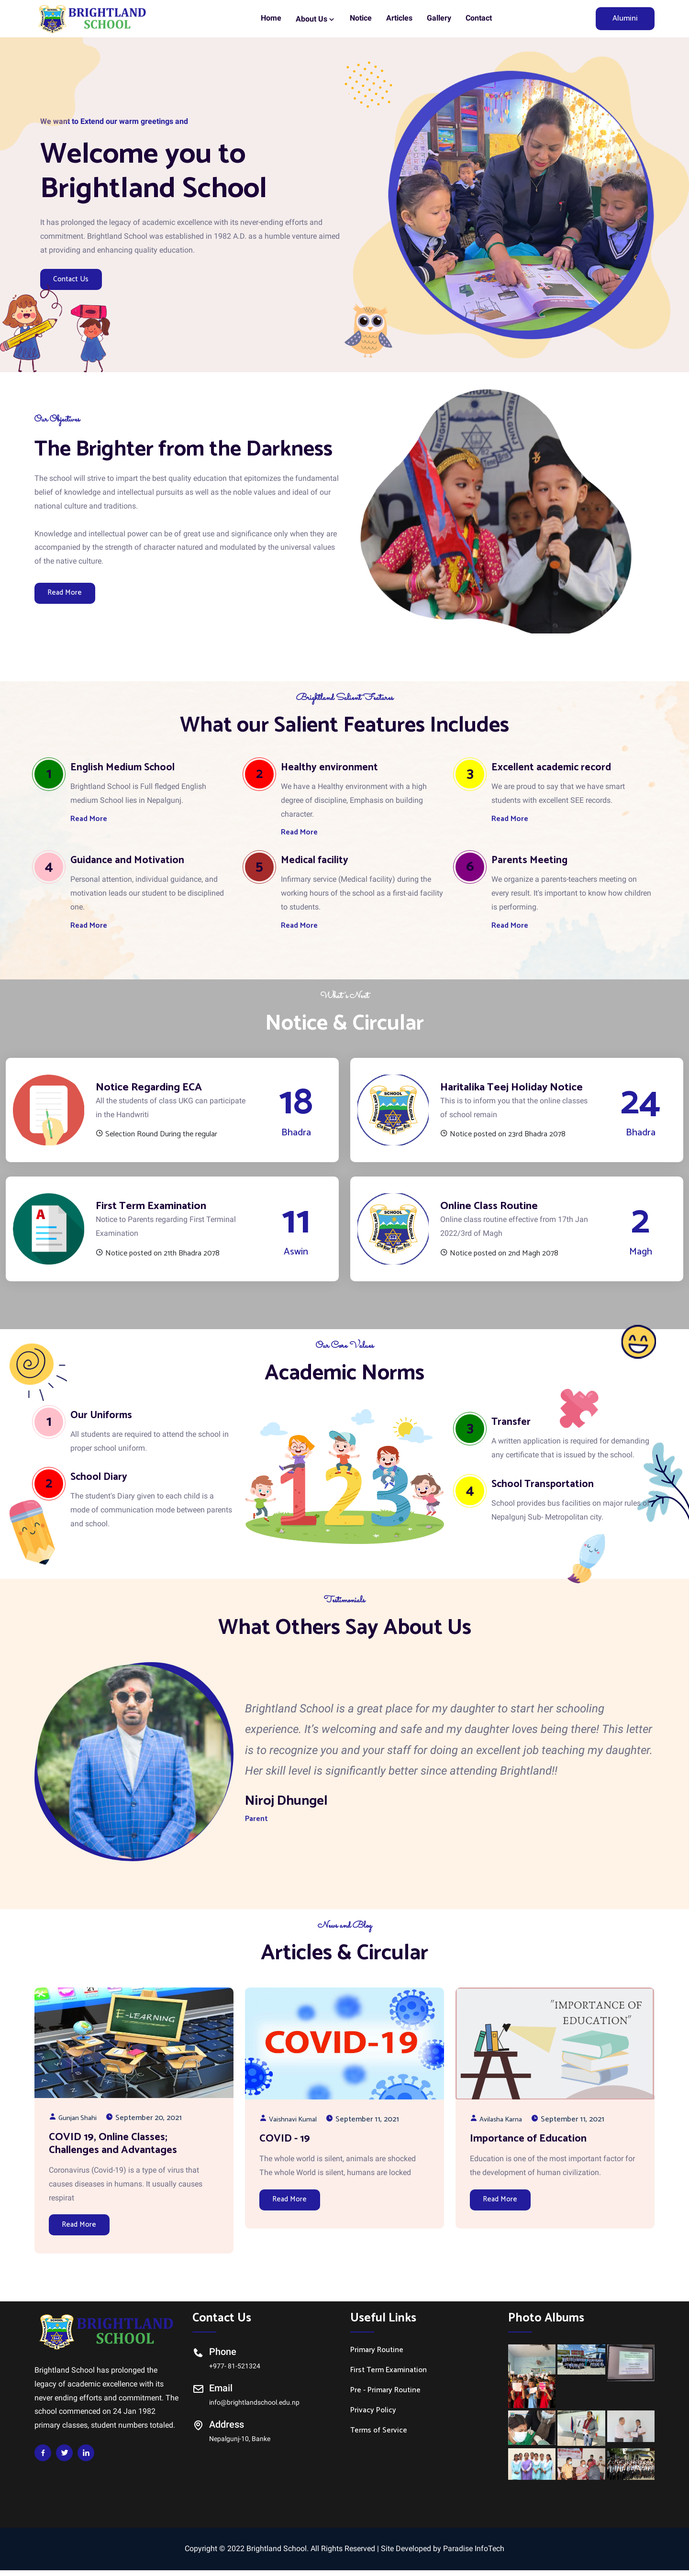 BRIGHTLAND
SCHOOL
Home
About Us
Notice
Articles
Gallery
Contact
Alumini
We want to Extend our warm greetings and
Welcome you to
Brightland School
It has prolonged the legacy of academic excellence with its never-ending efforts and
commitment. Brightland School was established in 1982 A.D. as a humble venture aimed
at providing and enhancing quality education.
Contact Us
Our Objectives
The Brighter from the Darkness
The school will strive to impart the best quality education that epitomizes the fundamental
belief of knowledge and intellectual pursuits as well as the noble values and ideal of our
national culture and traditions.
Knowledge and intellectual power can be of great use and significance only when they are
accompanied by the strength of character natured and modulated by the universal values
of the native culture.
Read More
Brightland Salient Features
What our Salient Features Includes
1
English Medium School
Brightland School is Full fledged English
medium School lies in Nepalgunj.
Read More
2
Healthy environment
We have a Healthy environment with a high
degree of discipline, Emphasis on building
character.
Read More
3
Excellent academic record
We are proud to say that we have smart
students with excellent SEE records.
Read More
4
Guidance and Motivation
Personal attention, individual guidance, and
motivation leads our student to be disciplined
one.
Read More
5
Medical facility
Infirmary service (Medical facility) during the
working hours of the school as a first-aid facility
to students.
Read More
6
Parents Meeting
We organize a parents-teachers meeting on
every result. It's important to know how children
is performing.
Read More
What's Next
Notice & Circular
Notice Regarding ECA
All the students of class UKG can participate
in the Handwriti
Selection Round During the regular
18
Bhadra
Haritalika Teej Holiday Notice
This is to inform you that the online classes
of school remain
Notice posted on 23rd Bhadra 2078
24
Bhadra
First Term Examination
Notice to Parents regarding First Terminal
Examination
Notice posted on 21th Bhadra 2078
11
Aswin
Online Class Routine
Online class routine effective from 17th Jan
2022/3rd of Magh
Notice posted on 2nd Magh 2078
2
Magh
Our Core Values
Academic Norms
1
Our Uniforms
All students are required to attend the school in
proper school uniform.
2
School Diary
The student's Diary given to each child is a
mode of communication mode between parents
and school.
1 2 3
3
Transfer
A written application is required for demanding
any certificate that is issued by the school.
4
School Transportation
School provides bus facilities on major rules
Nepalgunj Sub- Metropolitan city.
Testimonials
What Others Say About Us
Brightland School is a great place for my daughter to start her schooling
experience. It's welcoming and safe and my daughter loves being there! This letter
is to recognize you and your staff for doing an excellent job teaching my daughter.
Her skill level is significantly better since attending Brightland!!
Niroj Dhungel
Parent
News and Blog
Articles & Circular
E-LEARNING
Gunjan Shahi
September 20, 2021
COVID 19, Online Classes;
Challenges and Advantages
Coronavirus (Covid-19) is a type of virus that
causes diseases in humans. It usually causes
respirat
Read More
COVID-19
Vaishnavi Kumal
September 11, 2021
COVID - 19
The whole world is silent, animals are shocked
The whole World is silent, humans are locked
Read More
"IMPORTANCE OF
EDUCATION"
Avilasha Karna
September 11, 2021
Importance of Education
Education is one of the most important factor for
the development of human civilization.
Read More
BRIGHTLAND
SCHOOL
Brightland School has prolonged the
legacy of academic excellence with its
never ending efforts and commitment. The
school commenced on 24 Jan 1982
primary classes, student numbers totaled.
Contact Us
Phone
+977- 81-521324
Email
info@brightlandschool.edu.np
Address
Nepalgunj-10, Banke
Useful Links
Primary Routine
First Term Examination
Pre - Primary Routine
Privacy Policy
Terms of Service
Photo Albums
Copyright © 2022 Brightland School. All Rights Reserved | Site Developed by Paradise InfoTech